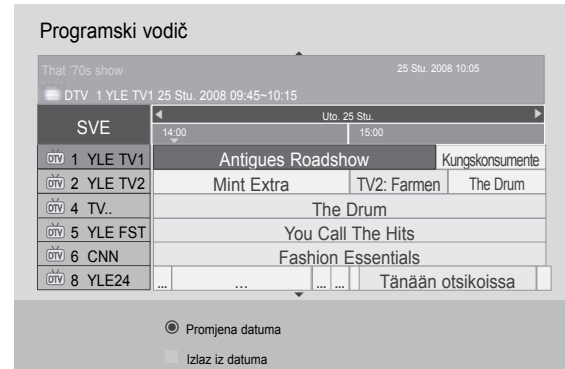 Programski vodič
That ’70s show
25 Stu. 2008 10:05
DTV 1 YLE TV1 25 Stu. 2008 09:45~10:15
SVE
Uto. 25 Stu.
14:00 15:00
DTV 1 YLE TV1 Antigues Roadshow Kungskonsumente
DTV 2 YLE TV2 Mint Extra TV2: Farmen The Drum
DTV 4 TV.. The Drum
DTV 5 YLE FST You Call The Hits
DTV 6 CNN Fashion Essentials
DTV 8 YLE24 ... ... ... ... Tänään otsikoissa
Promjena datuma
Izlaz iz datuma